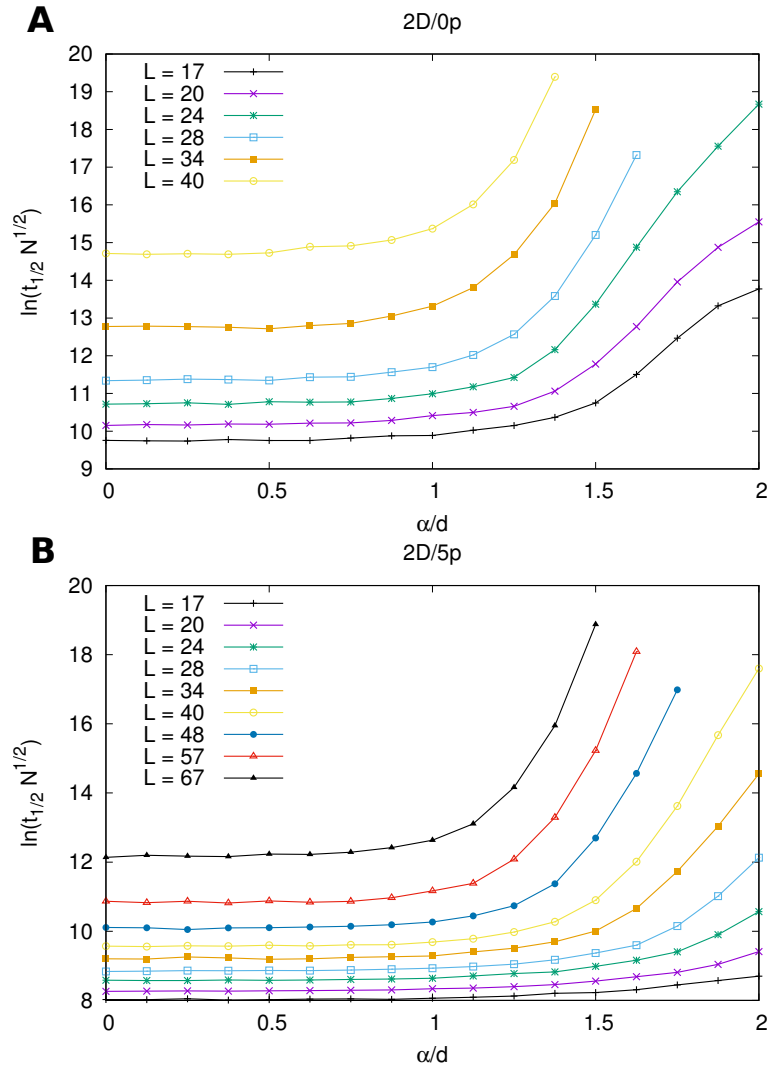 A
2D/0p
20
19
18
17
16
15
14
13
12
11
10
9
ln(t1/2 N1/2)
L = 17
L = 20
L = 24
L = 28
L = 34
L = 40
0 0.5 1 1.5 2
α/d
B
2D/5p
20
18
16
14
12
10
8
ln(t1/2 N1/2)
L = 17
L = 20
L = 24
L = 28
L = 34
L = 40
L = 48
L = 57
L = 67
0 0.5 1 1.5 2
α/d